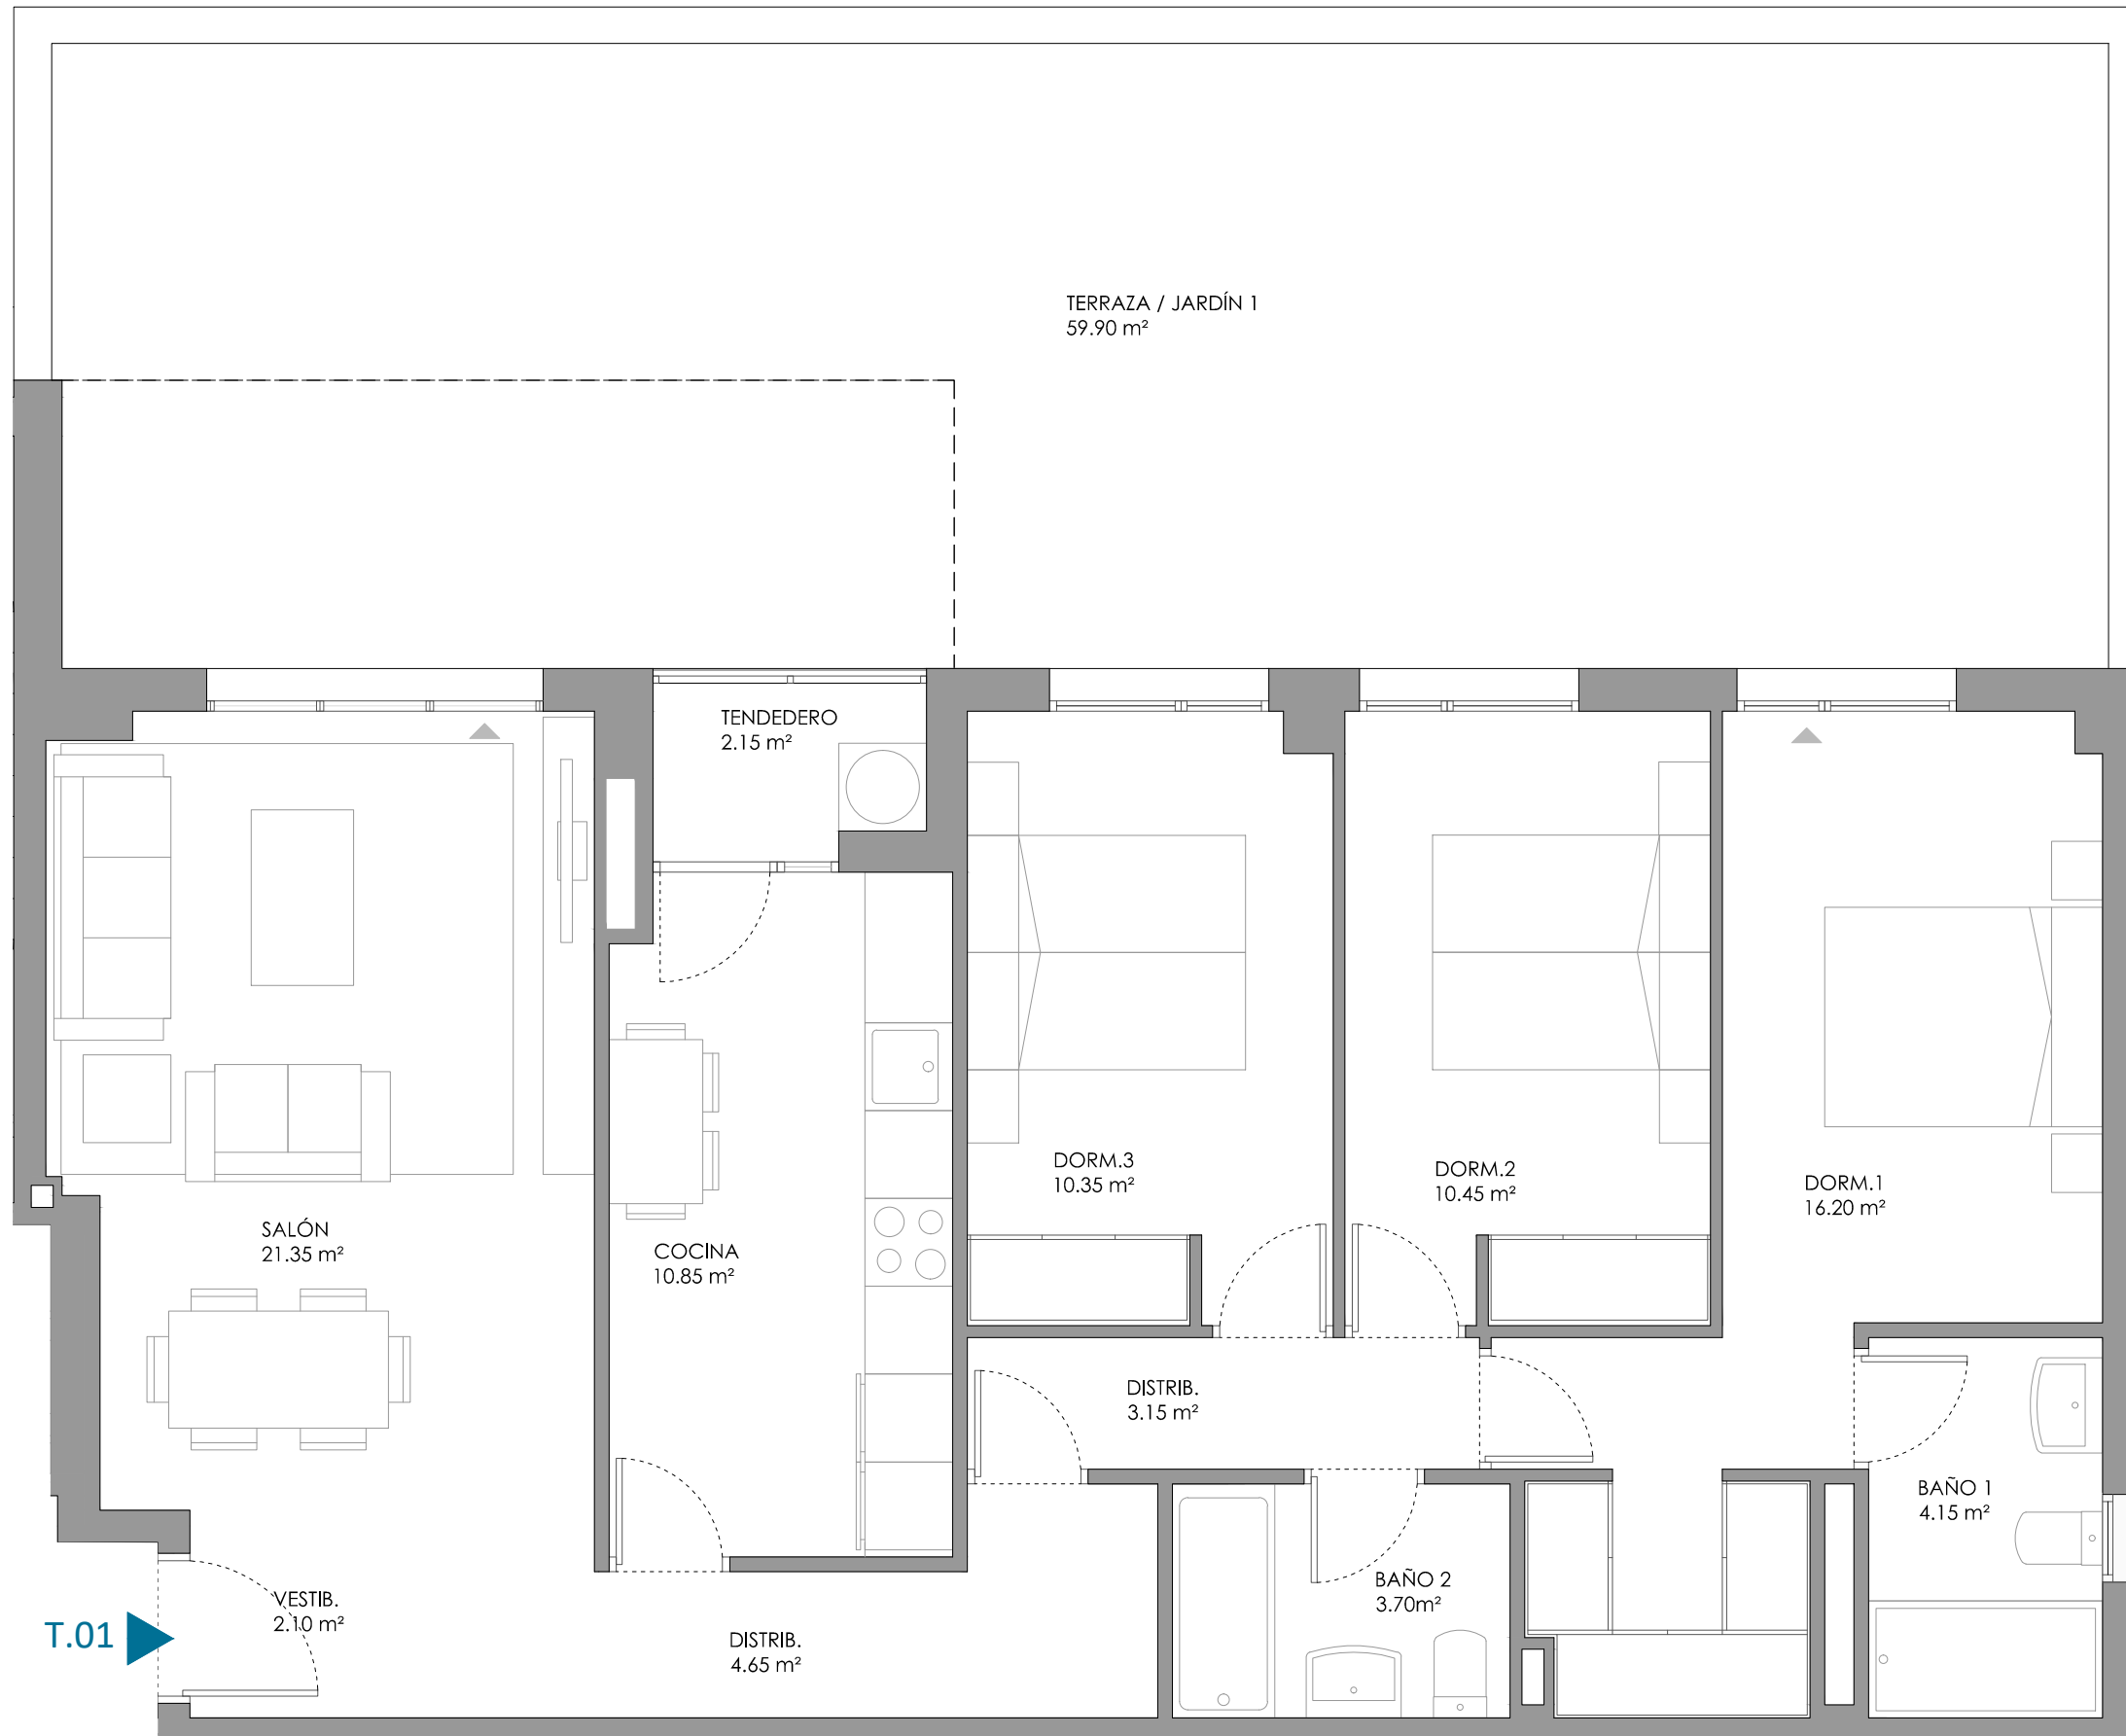 TERRAZA / JARDÍN 1
59.90 m²
TENDEDERO
2.15 m²
DORM.3
10.35 m²
DORM.2
10.45 m²
DORM.1
16.20 m²
SALÓN
21.35 m²
COCINA
10.85 m²
DISTRIB.
3.15 m²
BAÑO 1
4.15 m²
BAÑO 2
3.70m²
VESTIB.
2.10 m²
T.01
DISTRIB.
4.65 m²